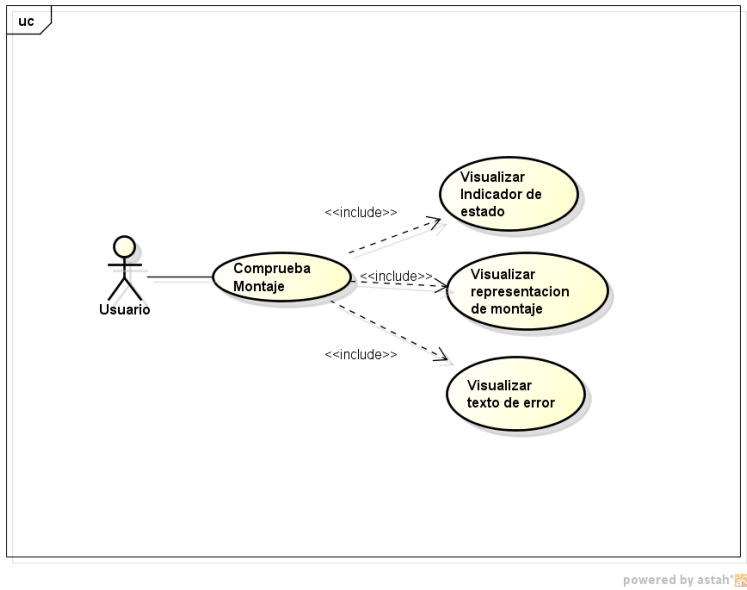 uc
Visualizar
Indicador de
estado
<<include>>
Comprueba
Montaje
<<include>>
Visualizar
representacion
de montaje
Usuario
<<include>>
Visualizar
texto de error
powered by astah*